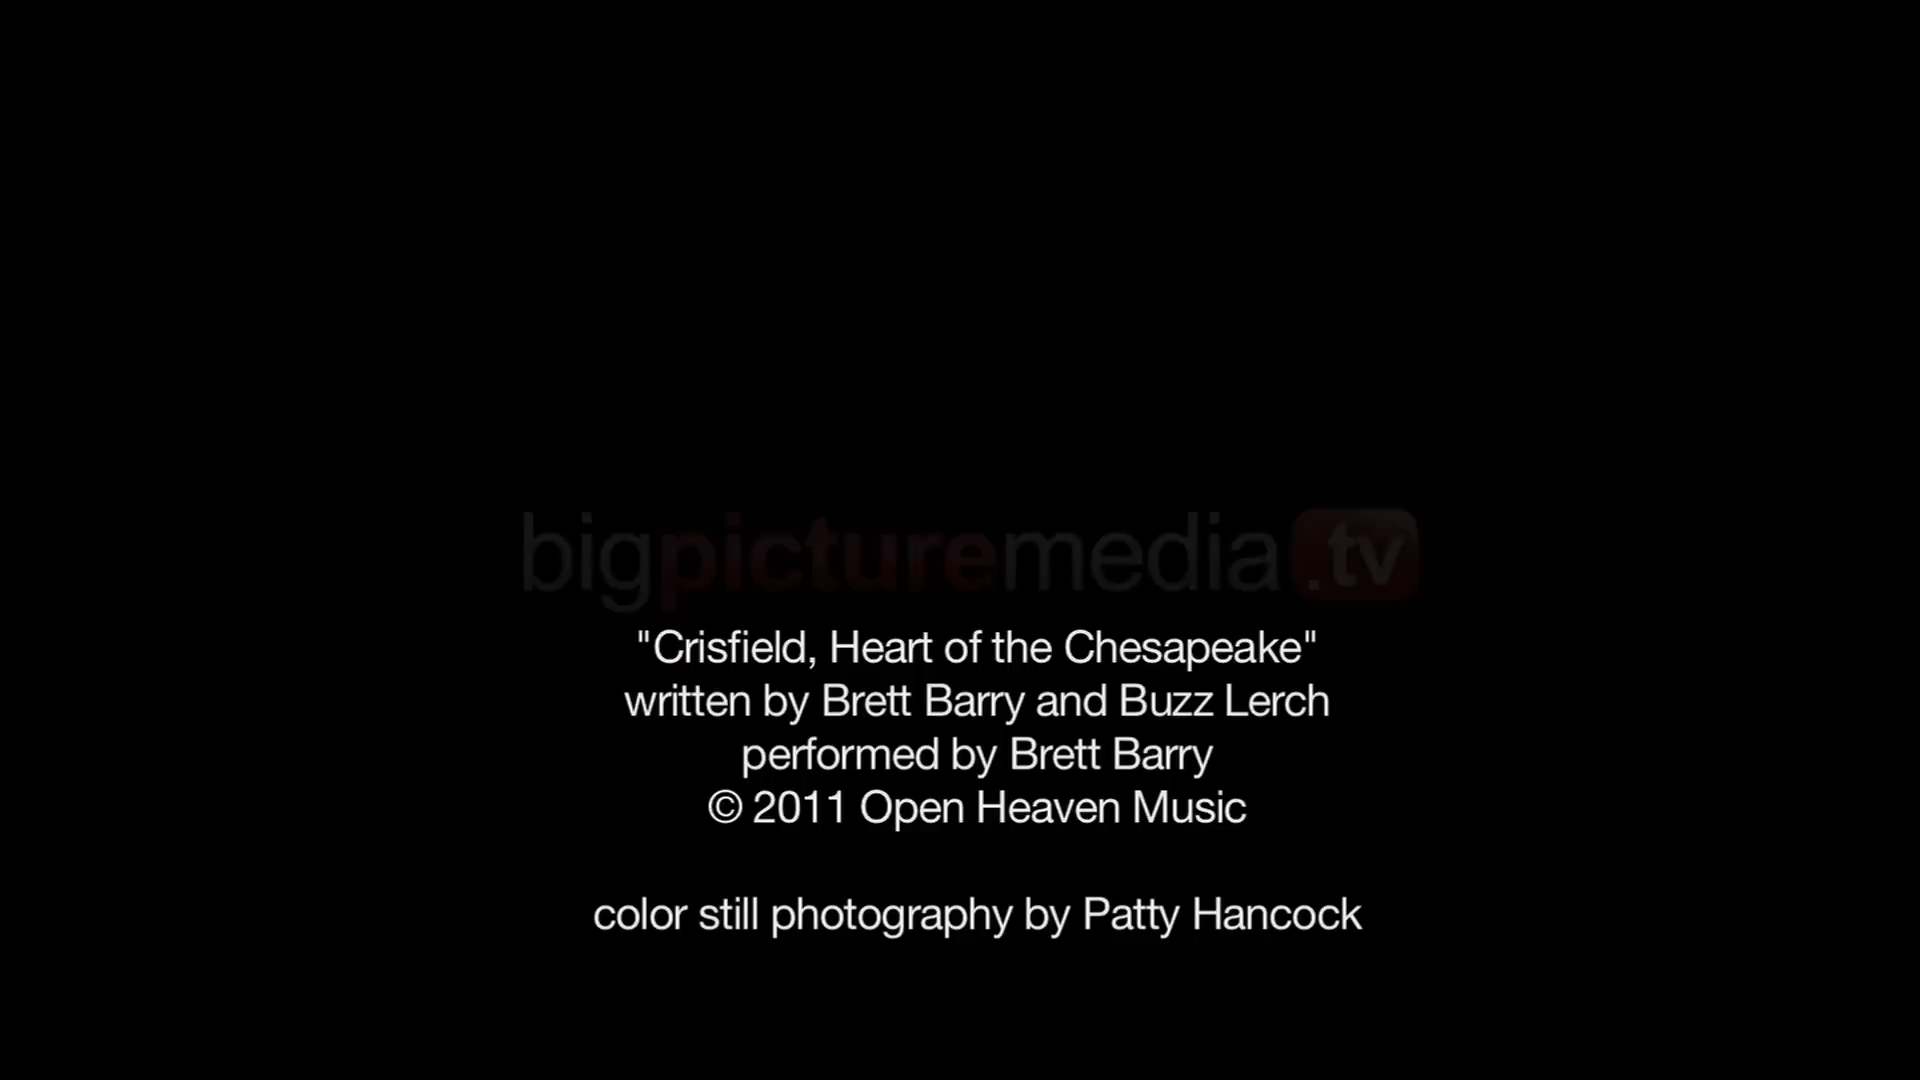 bigpicturemedia.tv
"Crisfield, Heart of the Chesapeake"
written by Brett Barry and Buzz Lerch
performed by Brett Barry
© 2011 Open Heaven Music
color still photography by Patty Hancock